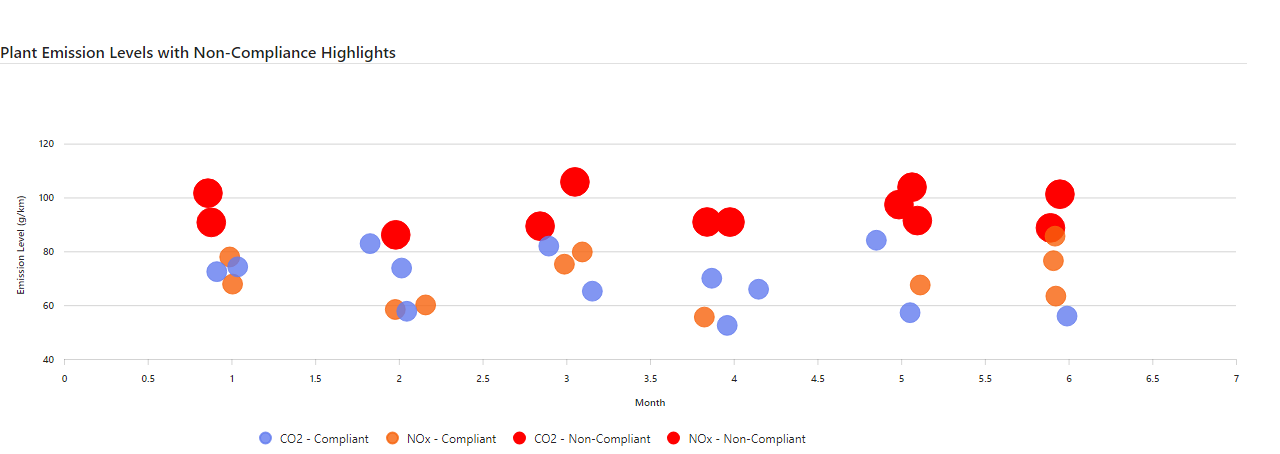 Plant Emission Levels with Non-Compliance Highlights
120
100
80
60
40
Emission Level (g/km)
0 0.5 1 1.5 2 2.5 3 3.5 4 4.5 5 5.5 6 6.5 7
Month
CO2 - Compliant NOx - Compliant CO2 - Non-Compliant NOx - Non-Compliant